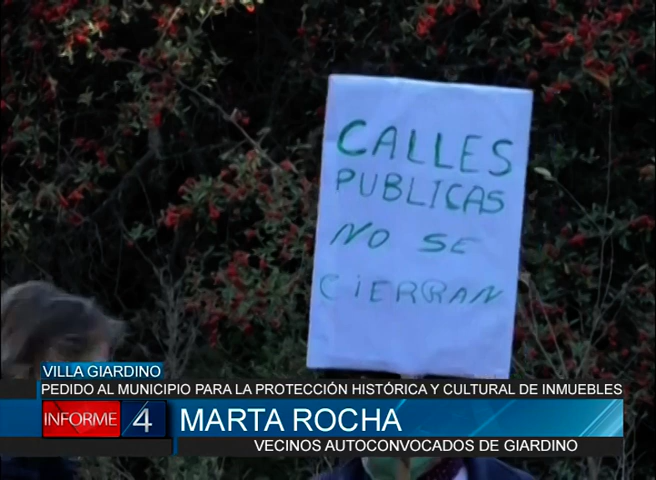 CALLES
PUBLICAS
NO SE
CIERRAN
VILLA GIARDINO
PEDIDO AL MUNICIPIO PARA LA PROTECCIÓN HISTÓRICA Y CULTURAL DE INMUEBLES
INFORME 4 MARTA ROCHA
VECINOS AUTOCONVOCADOS DE GIARDINO